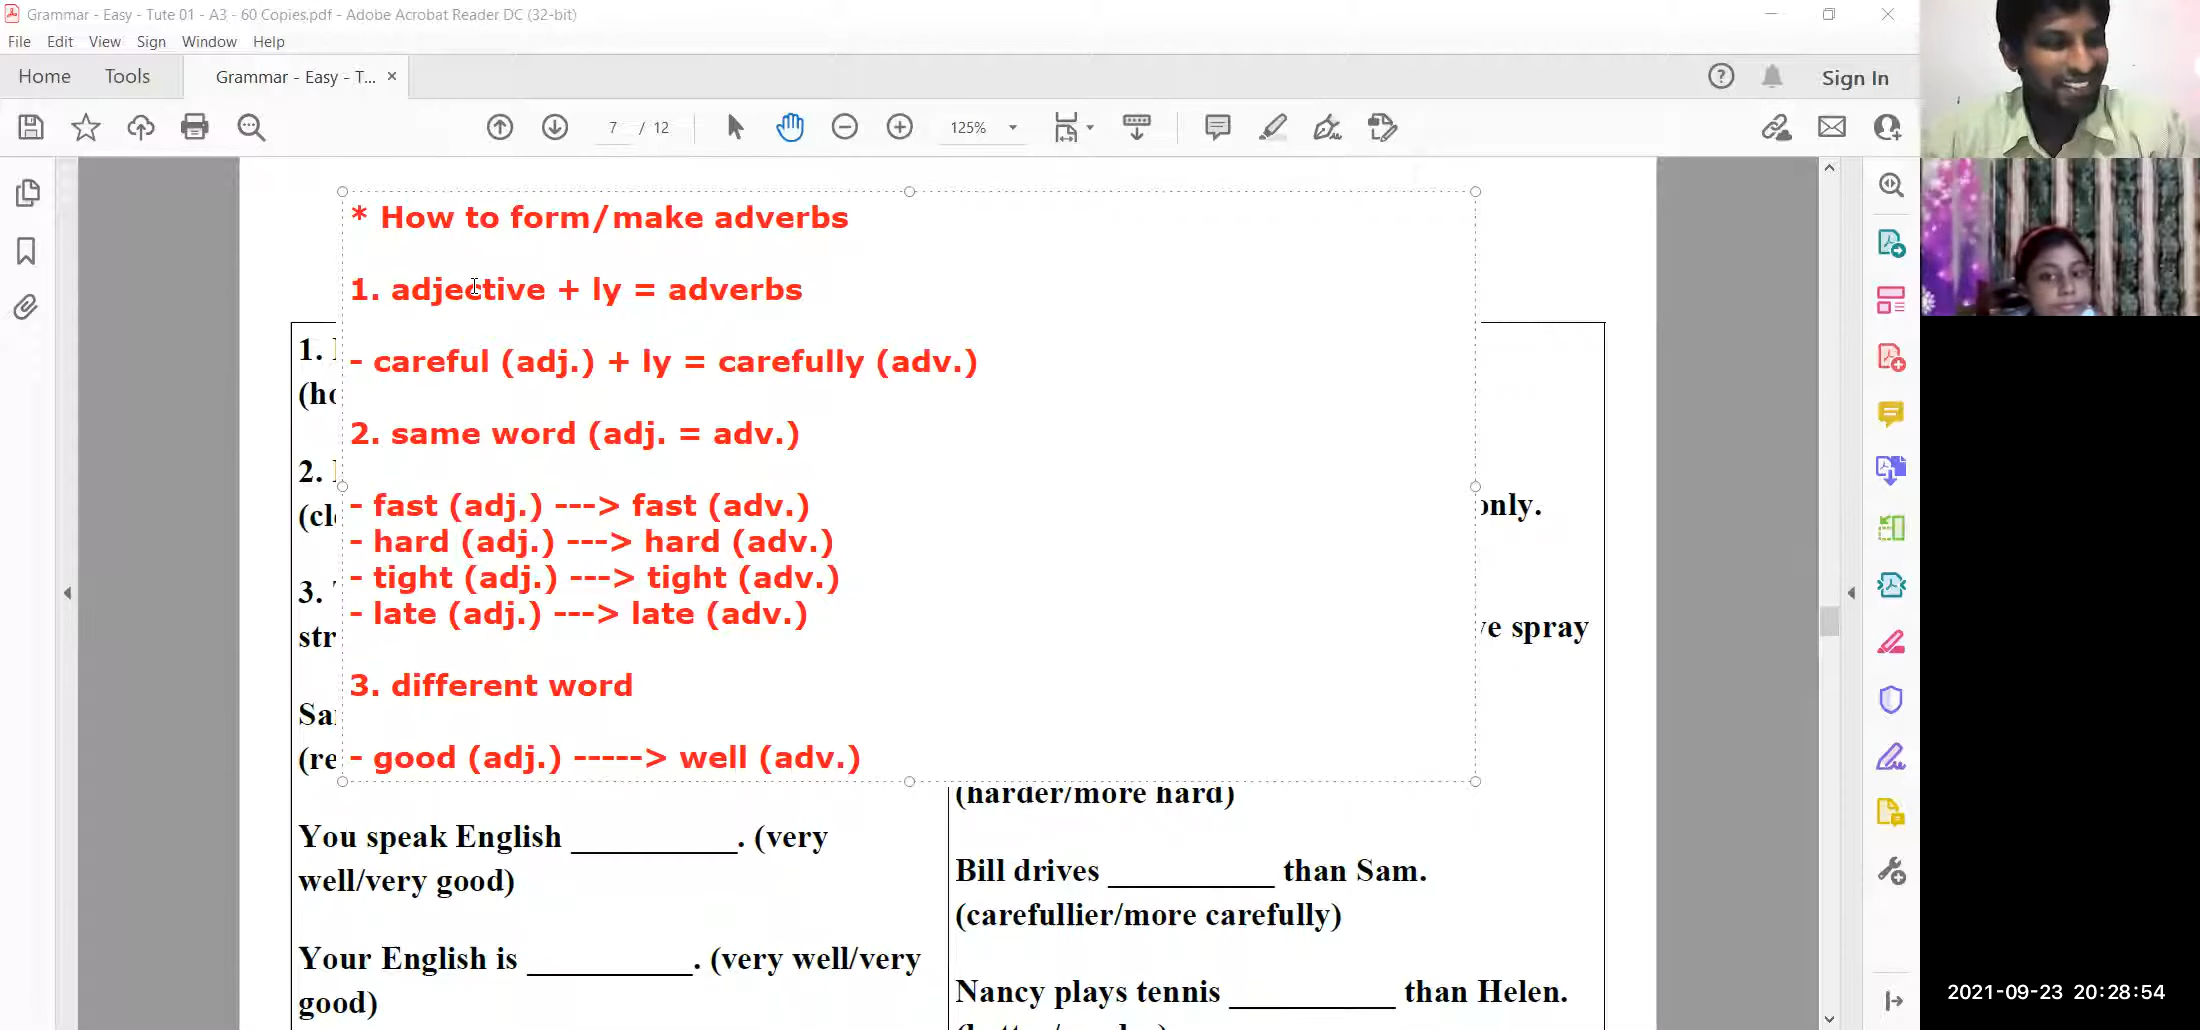 Grammar - Easy - Tute 01 - A3 - 60 Copies.pdf - Adobe Acrobat Reader DC (32-bit)
File Edit View Sign Window Help
Home Tools Grammar - Easy - T... × Sign In
7 / 12 125%
* How to form/make adverbs
1. adjective + ly = adverbs
- careful (adj.) + ly = carefully (adv.)
2. same word (adj. = adv.)
- fast (adj.) ---> fast (adv.)
- hard (adj.) ---> hard (adv.)
- tight (adj.) ---> tight (adv.)
- late (adj.) ---> late (adv.)
3. different word
- good (adj.) -----> well (adv.)
1.
2.
3.
only.
spray
(harder/more hard)
You speak English __________. (very
well/very good)
Your English is __________. (very well/very
good)
Bill drives __________ than Sam.
(carefullier/more carefully)
Nancy plays tennis __________ than Helen.
2021-09-23 20:28:54